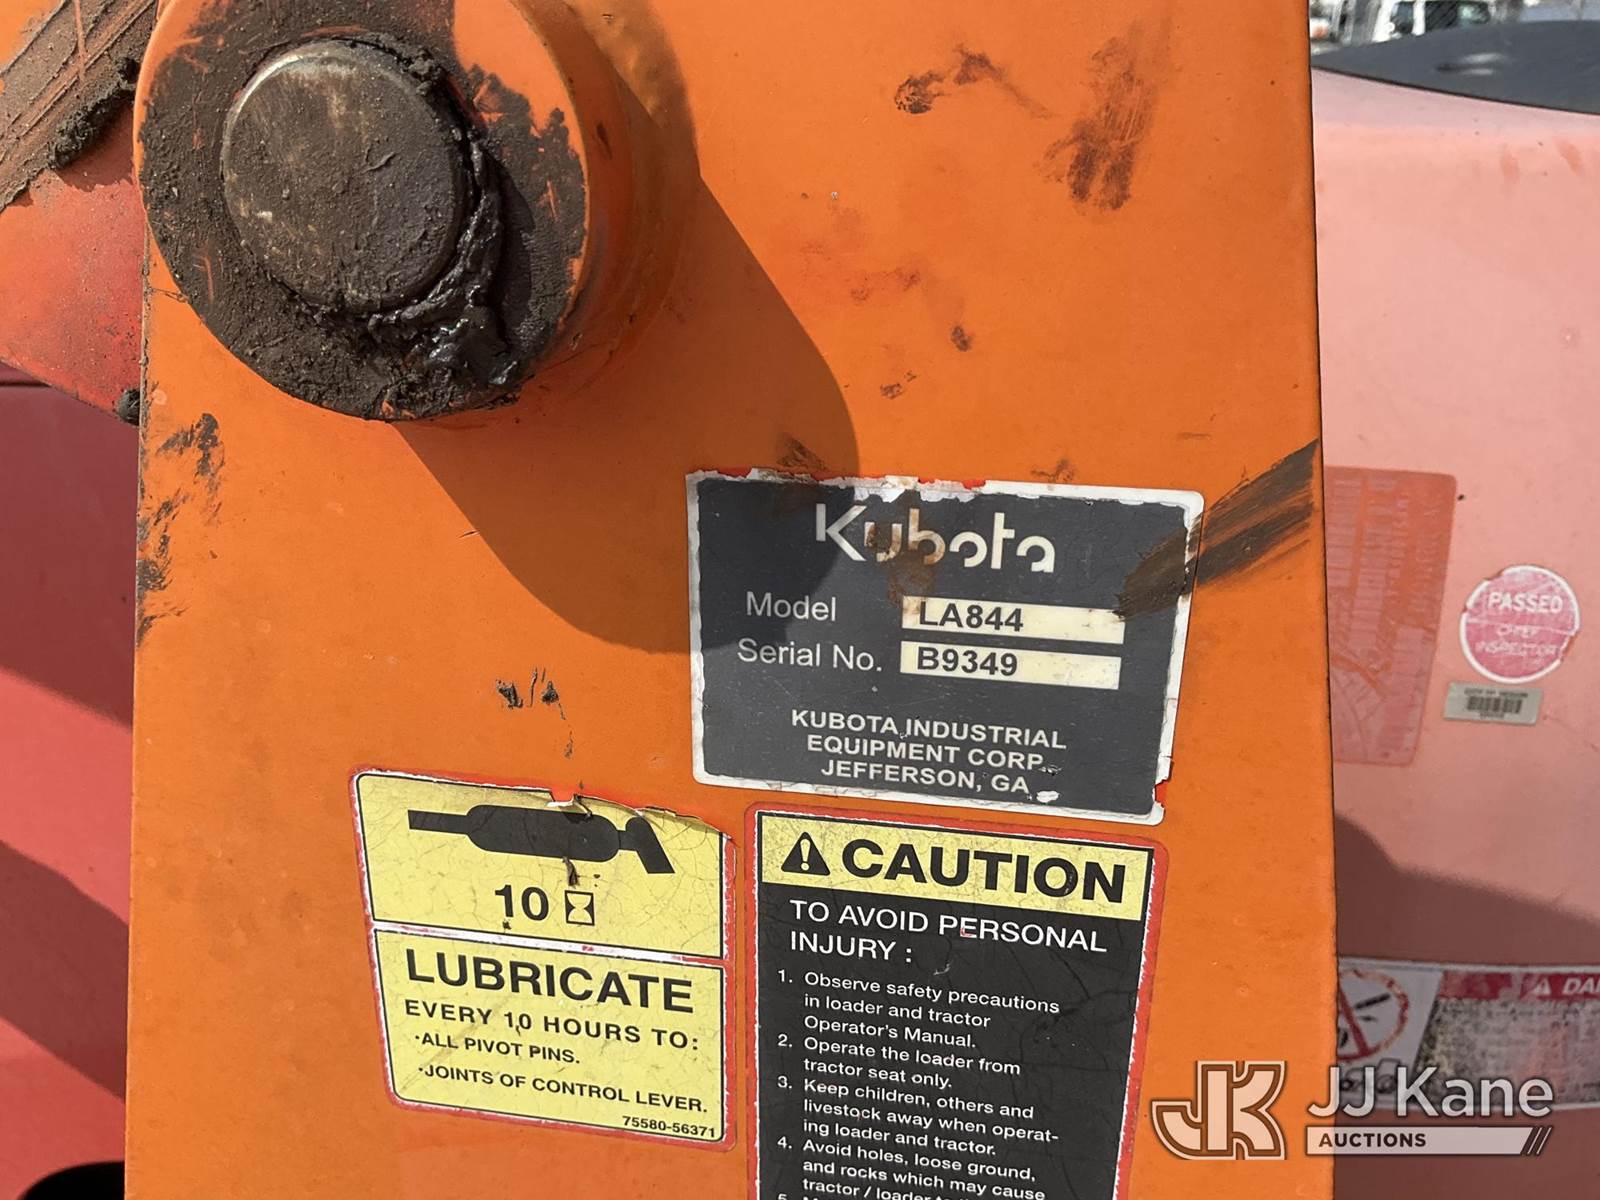 Kubota
Model LA844
Serial No. B9349
KUBOTA INDUSTRIAL
EQUIPMENT CORP.
JEFFERSON, GA
10
LUBRICATE
EVERY 10 HOURS TO:
·ALL PIVOT PINS.
·JOINTS OF CONTROL LEVER.
75580-56371
CAUTION
TO AVOID PERSONAL
INJURY :
1. Observe safety precautions
in loader and tractor
Operator's Manual.
2. Operate the loader from
tractor seat only.
3. Keep children, others and
livestock away when operat-
ing loader and tractor.
4. Avoid holes, loose ground,
and rocks which may cause
tractor / loader
PASSED
INSPECTOR
JJ Kane
AUCTIONS